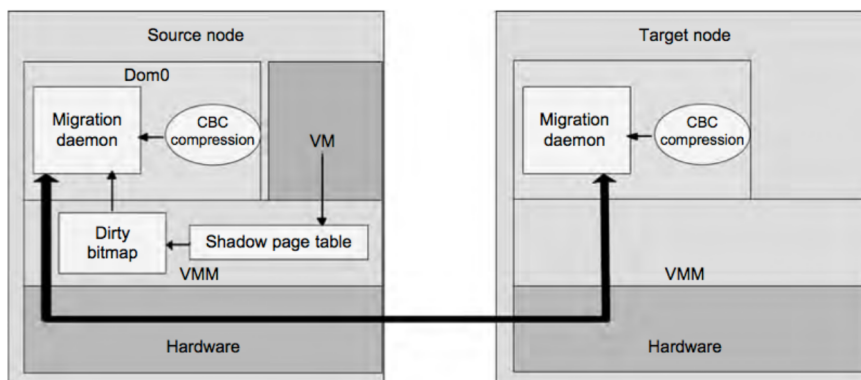 Source node
Dom0
Migration
daemon
CBC
compression
VM
Dirty
bitmap
Shadow page table
VMM
Hardware
Target node
Migration
daemon
CBC
compression
VMM
Hardware